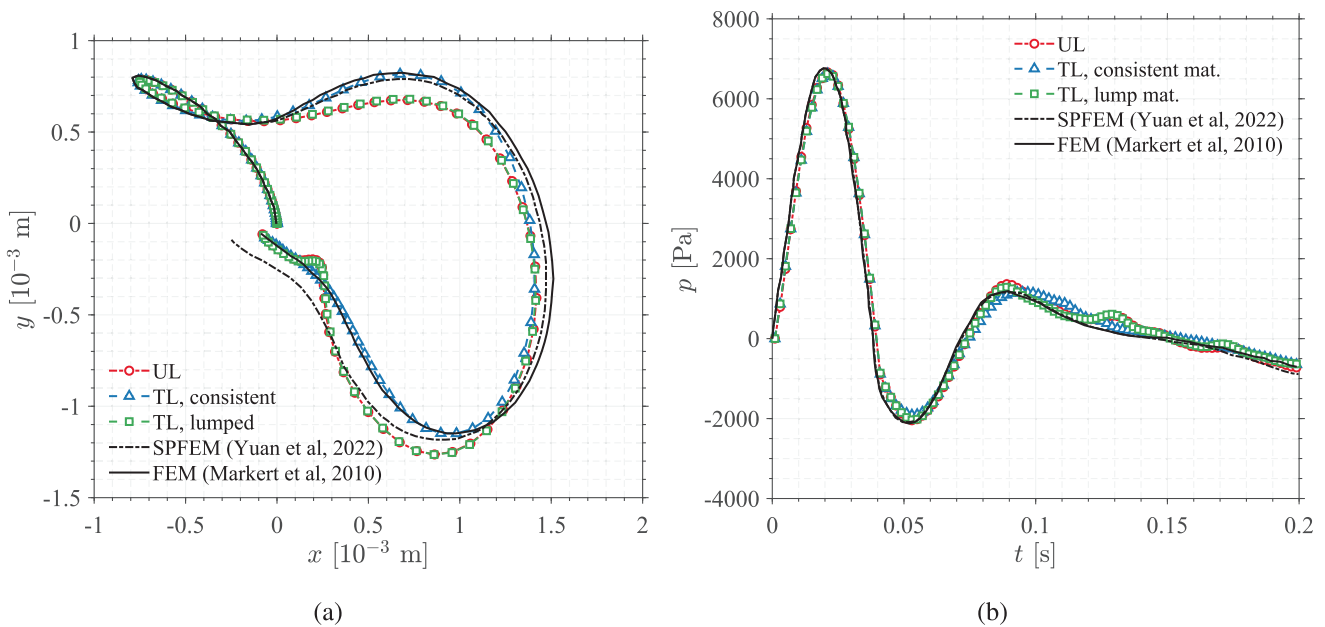 1
0.5
0
-0.5
-1
-1.5
y [10⁻³ m]
UL
TL, consistent
TL, lumped
SPFEM (Yuan et al, 2022)
FEM (Markert et al, 2010)
-1 -0.5 0 0.5 1 1.5 2
x [10⁻³ m]
(a)
8000
6000
4000
2000
0
-2000
-4000
p [Pa]
UL
TL, consistent mat.
TL, lump mat.
SPFEM (Yuan et al, 2022)
FEM (Markert et al, 2010)
0 0.05 0.10 0.15 0.2
t [s]
(b)